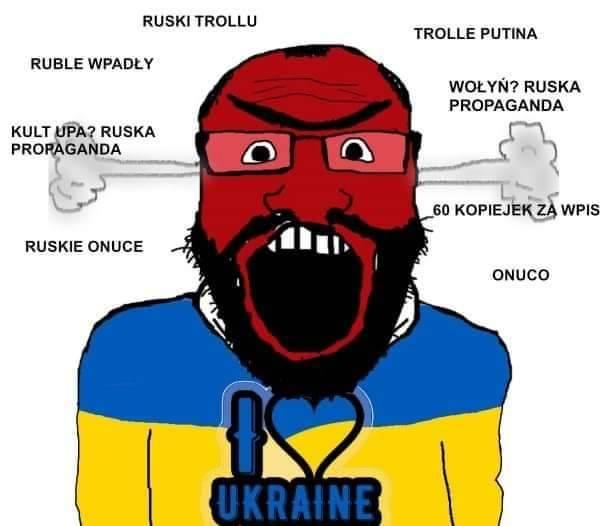 RUSKI TROLLU
TROLLE PUTINA
RUBLE WPADŁY
WOŁYŃ? RUSKA
PROPAGANDA
KULT UPA? RUSKA
PROPAGANDA
60 KOPIEJEK ZA WPIS
RUSKIE ONUCE
ONUCO
I
UKRAINE